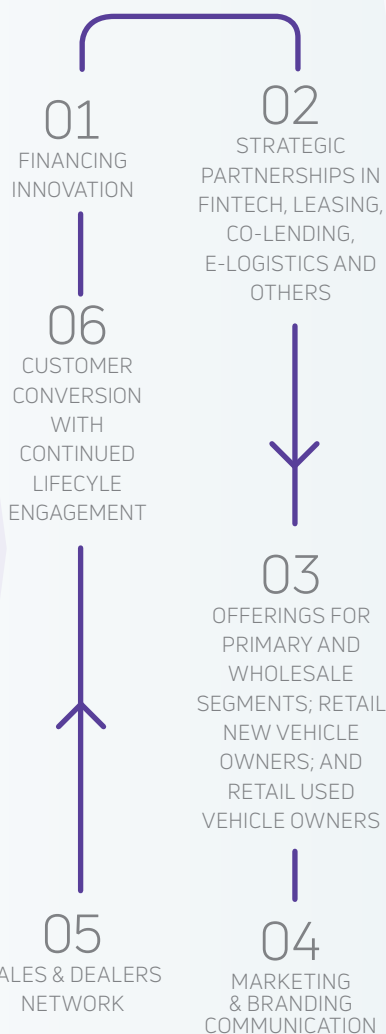 01
FINANCING
INNOVATION
02
STRATEGIC
PARTNERSHIPS IN
FINTECH, LEASING,
CO-LENDING,
E-LOGISTICS AND
OTHERS
03
OFFERINGS FOR
PRIMARY AND
WHOLESALE
SEGMENTS; RETAIL
NEW VEHICLE
OWNERS; AND
RETAIL USED
VEHICLE OWNERS
04
MARKETING
& BRANDING
COMMUNICATION
05
ALES & DEALERS
NETWORK
06
CUSTOMER
CONVERSION
WITH
CONTINUED
LIFECYLE
ENGAGEMENT